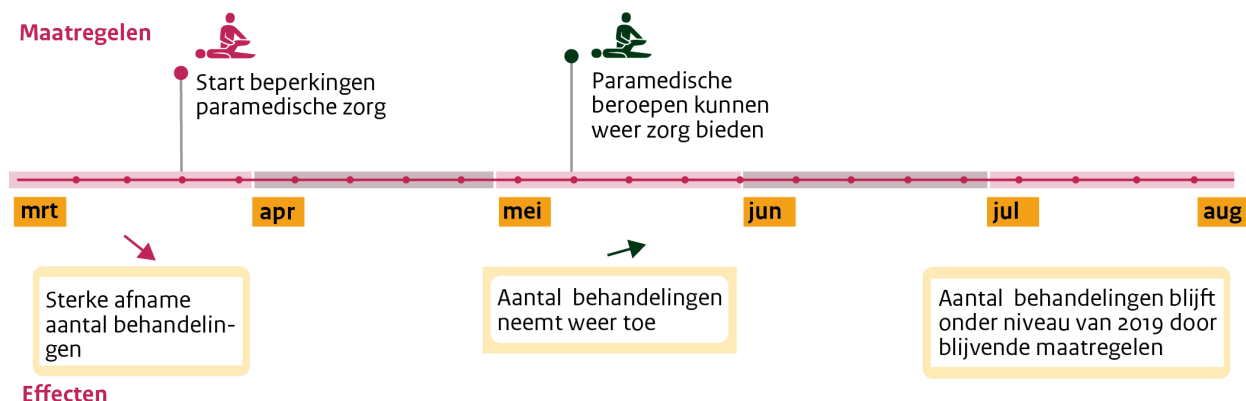 Maatregelen
Start beperkingen
paramedische zorg
Paramedische
beroepen kunnen
weer zorg bieden
mrt
apr
mei
jun
jul
aug
Sterke afname
aantal behandelin-
gen
Aantal behandelingen
neemt weer toe
Aantal behandelingen blijft
onder niveau van 2019 door
blijvende maatregelen
Effecten